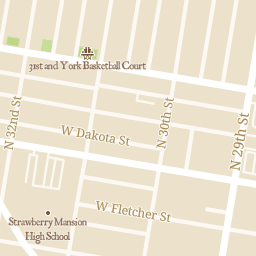 31st and York Basketball Court
N 32nd St
W Dakota St
N 30th St
N 29th St
W Fletcher St
Strawberry Mansion
High School